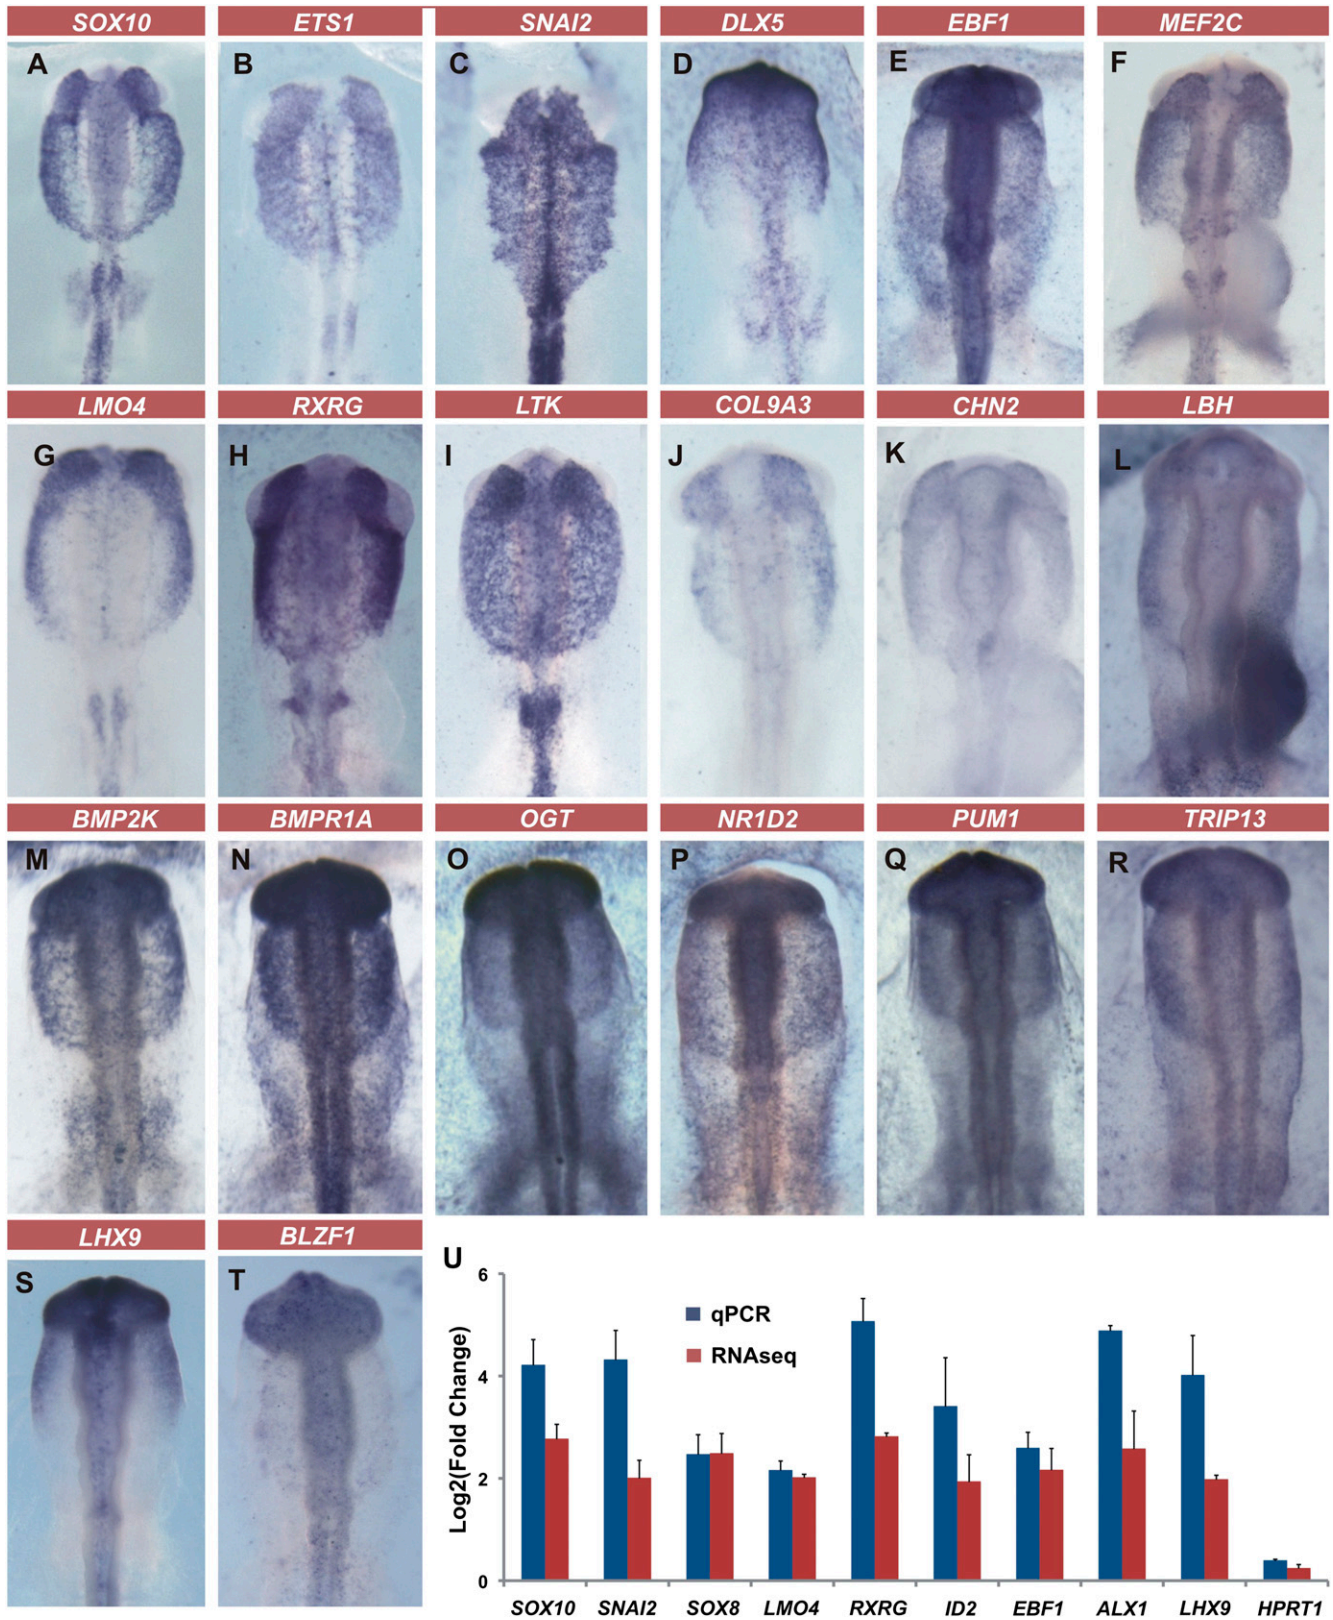 SOX10 ETS1 SNAI2 DLX5 EBF1 MEF2C
A B C D E F
LMO4 RXRG LTK COL9A3 CHN2 LBH
G H I J K L
BMP2K BMPR1A OGT NR1D2 PUM1 TRIP13
M N O P Q R
LHX9 BLZF1
S T U
6
4
2
0
Log2(Fold Change)
qPCR
RNAseq
SOX10 SNAI2 SOX8 LMO4 RXRG ID2 EBF1 ALX1 LHX9 HPRT1